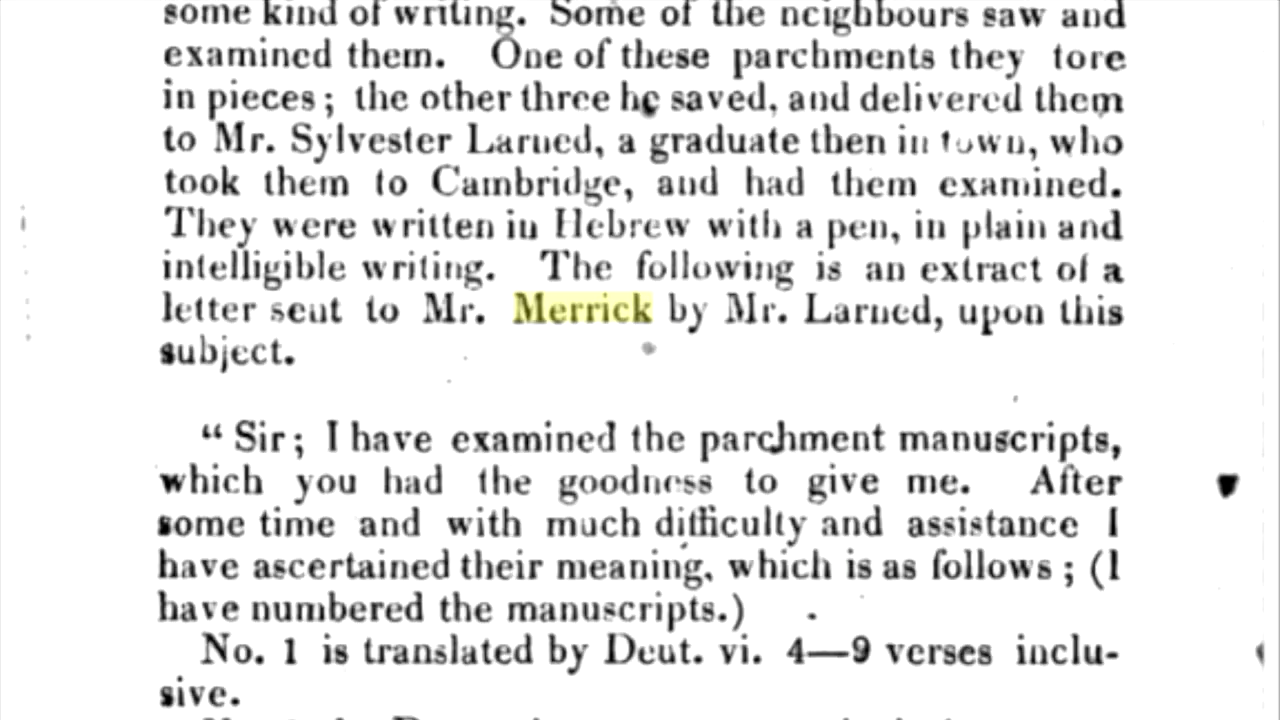 some kind of writing. Some of the neighbours saw and
examined them. One of these parchments they tore
in pieces; the other three he saved, and delivered them
to Mr. Sylvester Larned, a graduate then in town, who
took them to Cambridge, and had them examined.
They were written in Hebrew with a pen, in plain and
intelligible writing. The following is an extract of a
letter sent to Mr. Merrick by Mr. Larned, upon this
subject.
“ Sir; I have examined the parchment manuscripts,
which you had the goodness to give me. After
some time and with much difficulty and assistance I
have ascertained their meaning, which is as follows; (I
have numbered the manuscripts.)
No. 1 is translated by Deut. vi. 4—9 verses inclu-
sive.